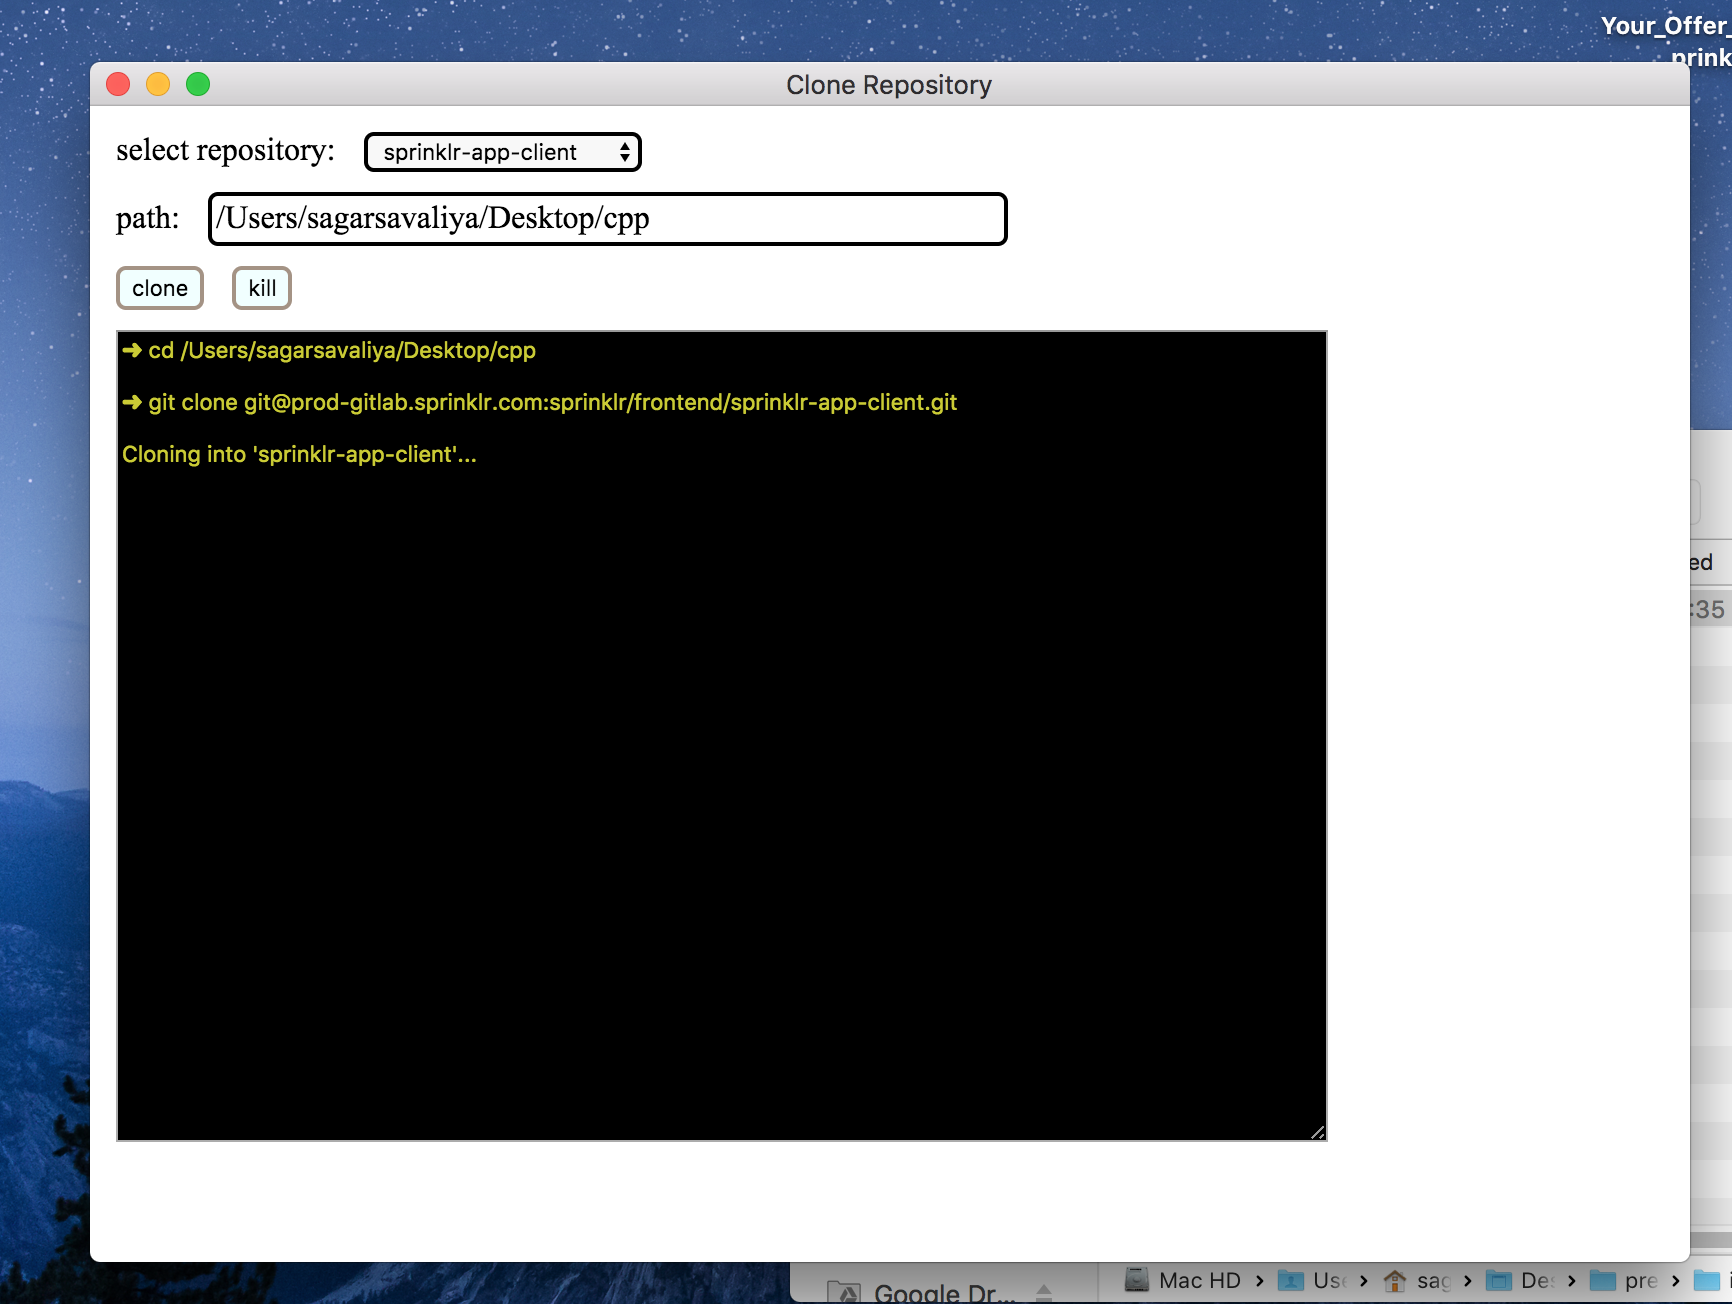 Your_Offer_
prink
Clone Repository
select repository: sprinklr-app-client
path: /Users/sagarsavaliya/Desktop/cpp
clone kill
➜ cd /Users/sagarsavaliya/Desktop/cpp
➜ git clone git@prod-gitlab.sprinklr.com:sprinklr/frontend/sprinklr-app-client.git
Cloning into 'sprinklr-app-client'...
ed
:35
Google Dr...
Mac HD › Use › sag › Des › pre ›